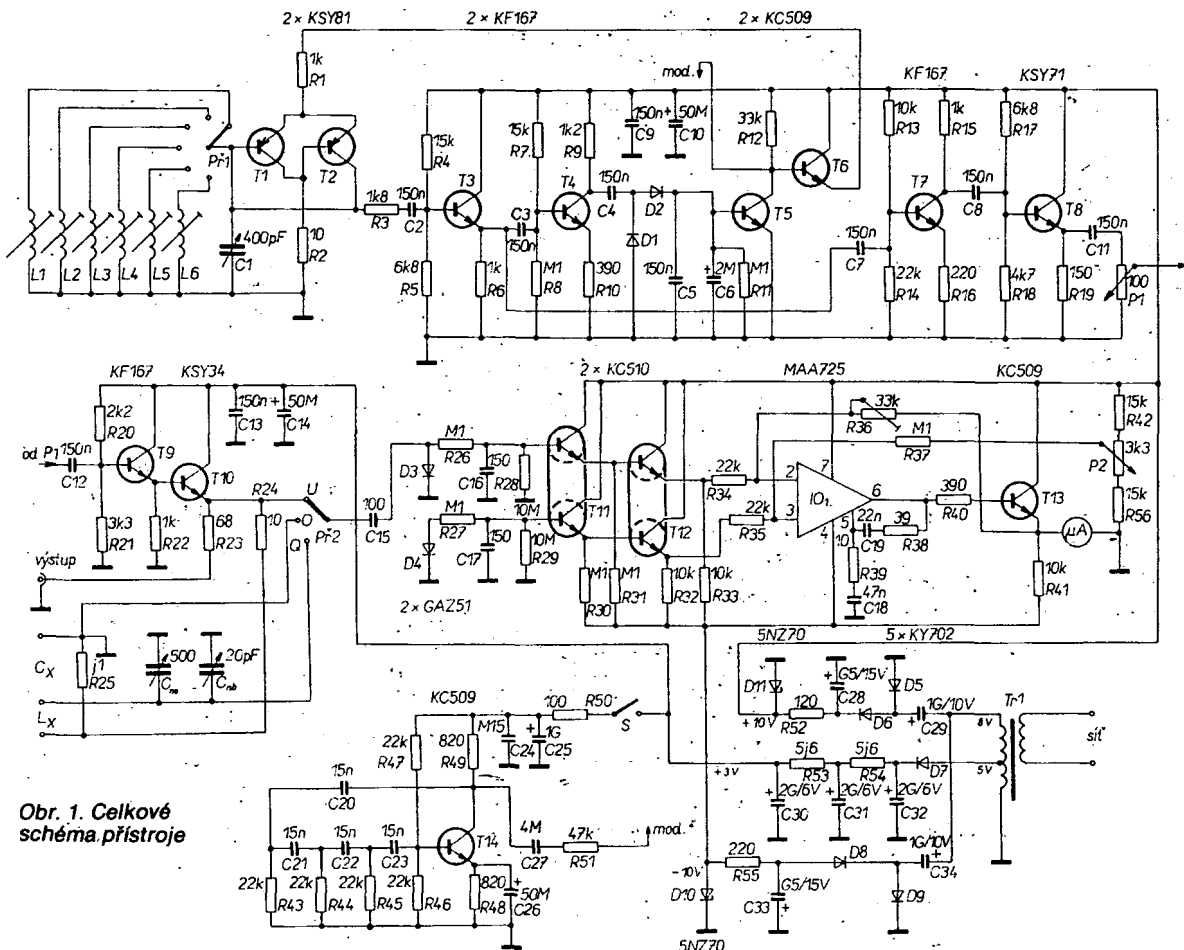 2 × KSY81
2 × KF167
2 × KC509
KF167
KSY71
mod.
1k
R1
Př1
T1
T2
10
R2
400pF
C1
L1
L2
L3
L4
L5
L6
1k8
R3
150n
C2
15k
R4
6k8
R5
T3
1k
R6
C3
150n
15k
R7
M1
R8
1k2
R9
T4
390
R10
150n
C4
D1
D2
150n
C9
50M
C10
150n
C5
2M
C6
M1
R11
33k
R12
T5
T6
150n
C7
10k
R13
22k
R14
1k
R15
T7
220
R16
150n
C8
6k8
R17
4k7
R18
T8
150
R19
150n
C11
100
P1
KF167
KSY34
2 × KC510
MAA725
KC509
2k2
R20
od P1
150n
C12
3k3
R21
T9
1k
R22
T10
68
R23
150n
C13
50M
C14
R24
10
U
O
Q
Př2
100
C15
výstup
Cx
j1
R25
500
Cna
20pF
Cnb
Lx
D3
D4
M1
R26
M1
R27
150
C16
R28
10M
150
C17
10M
R29
2 × GAZ51
T11
T12
M1
R30
M1
R31
10k
R32
10k
R33
22k
R34
22k
R35
33k
R36
M1
R37
2
3
7
IO1
6
4
5
10
22n
C19
39
R38
R39
47n
C18
390
R40
T13
µA
10k
R41
15k
R42
3k3
P2
15k
R56
5NZ70
5 × KY702
D11
+10V
120
R52
G5/15V
C28
D6
D5
1G/10V
C29
Tr1
8V
5V
síť
+3V
5j6
R53
5j6
R54
D7
2G/6V
C30
2G/6V
C31
2G/6V
C32
-10V
D10
220
R55
G5/15V
C33
D8
D9
1G/10V
C34
5NZ70
KC509
100
R50
S
M15
C24
1G
C25
22k
R47
820
R49
15n
C20
15n
C21
15n
C22
15n
C23
22k
R43
22k
R44
22k
R45
22k
R46
T14
820
R48
50M
C26
4M
C27
47k
R51
mod.
Obr. 1. Celkové
schéma přístroje